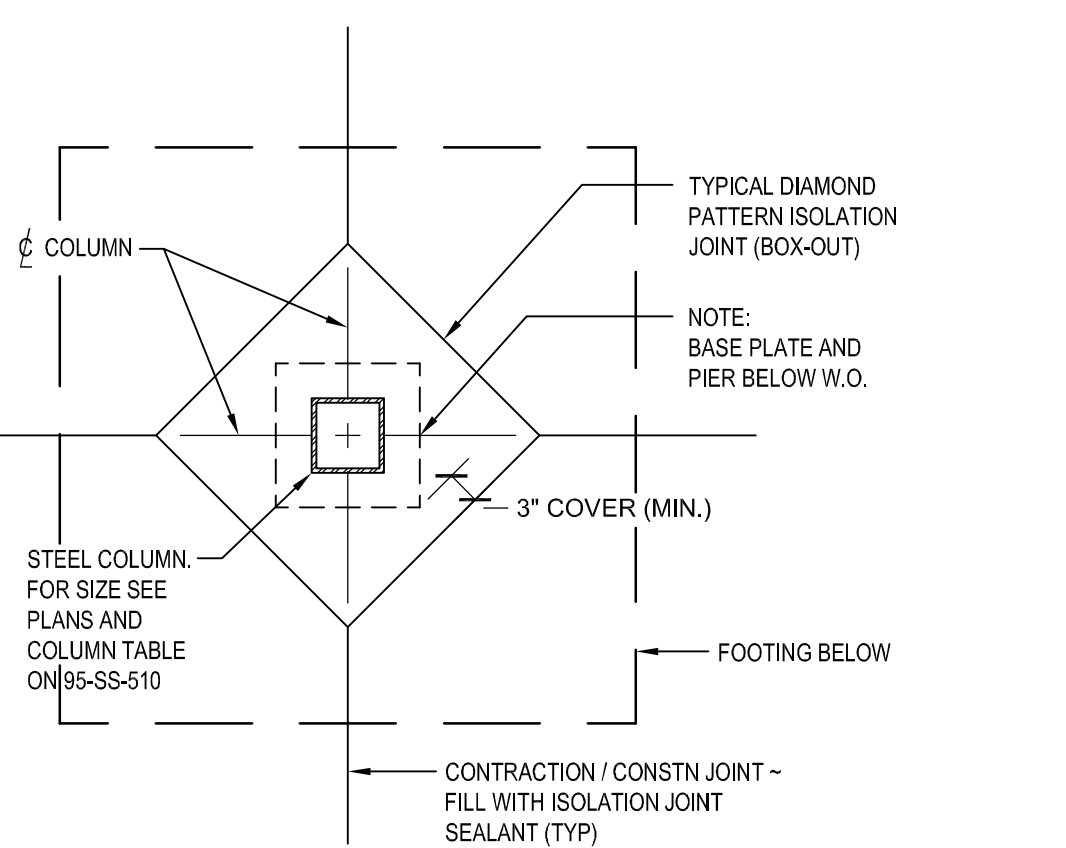 TYPICAL DIAMOND
PATTERN ISOLATION
JOINT (BOX-OUT)
℄ COLUMN
NOTE:
BASE PLATE AND
PIER BELOW W.O.
3" COVER (MIN.)
STEEL COLUMN.
FOR SIZE SEE
PLANS AND
COLUMN TABLE
ON 95-SS-510
FOOTING BELOW
CONTRACTION / CONSTN JOINT ~
FILL WITH ISOLATION JOINT
SEALANT (TYP)